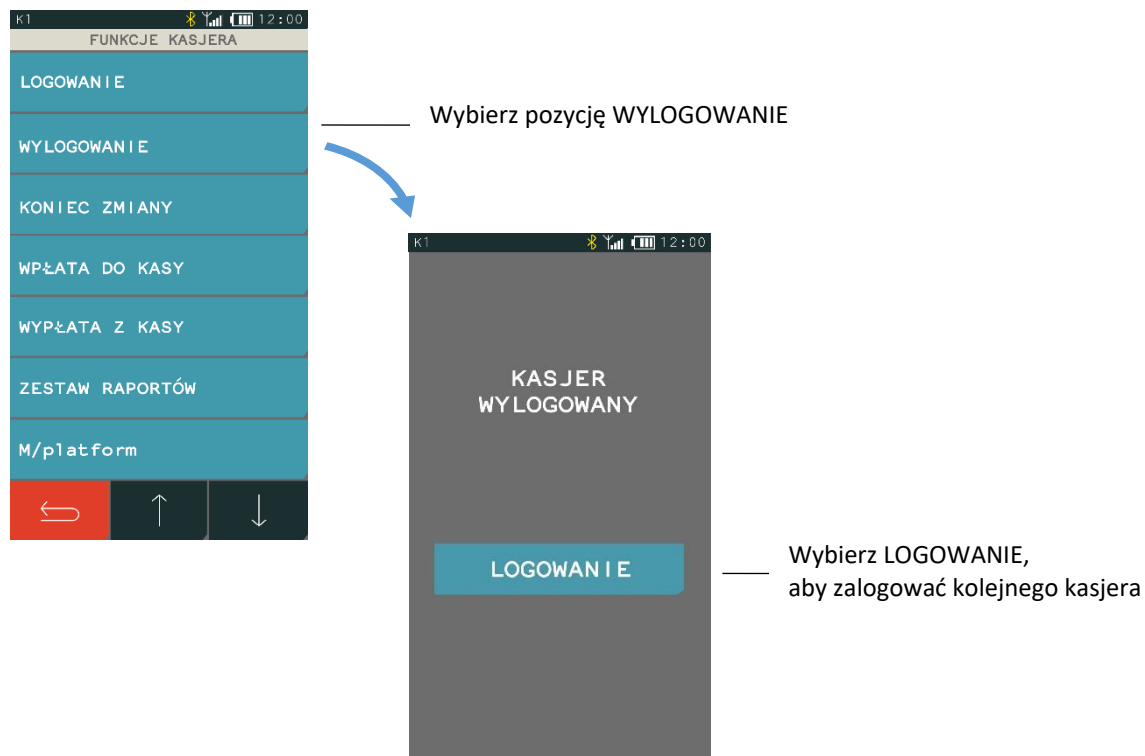 K1 12:00
FUNKCJE KASJERA
LOGOWANIE
WYLOGOWANIE
KONIEC ZMIANY
WPŁATA DO KASY
WYPŁATA Z KASY
ZESTAW RAPORTÓW
M/platform
Wybierz pozycję WYLOGOWANIE
K1 12:00
KASJER
WYLOGOWANY
LOGOWANIE
Wybierz LOGOWANIE,
aby zalogować kolejnego kasjera